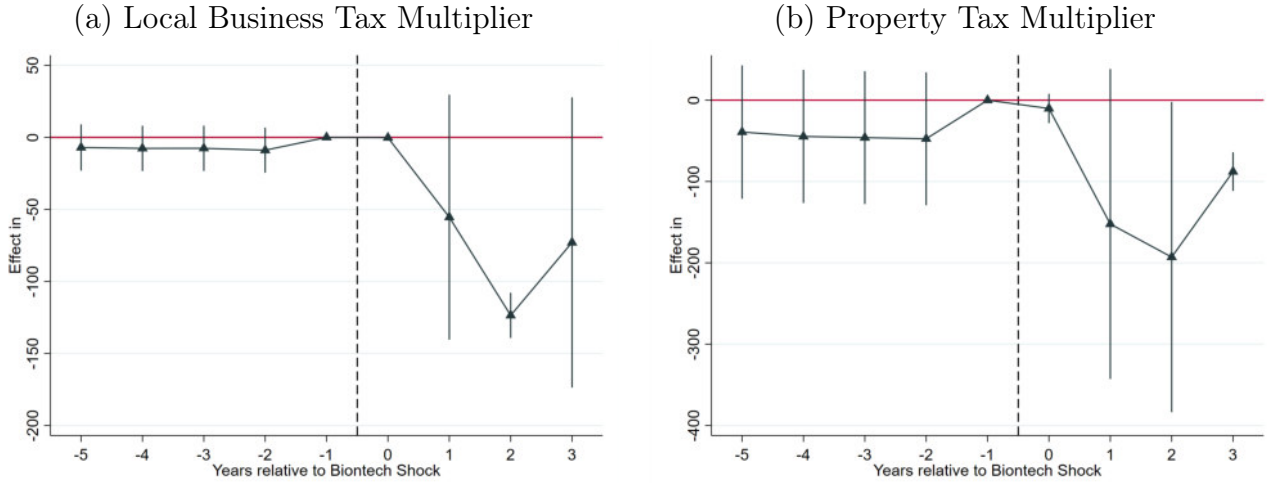 (a) Local Business Tax Multiplier
50
0
-50
-100
-150
-200
Effect in
-5 -4 -3 -2 -1 0 1 2 3
Years relative to Biontech Shock
(b) Property Tax Multiplier
0
-100
-200
-300
-400
Effect in
-5 -4 -3 -2 -1 0 1 2 3
Years relative to Biontech Shock